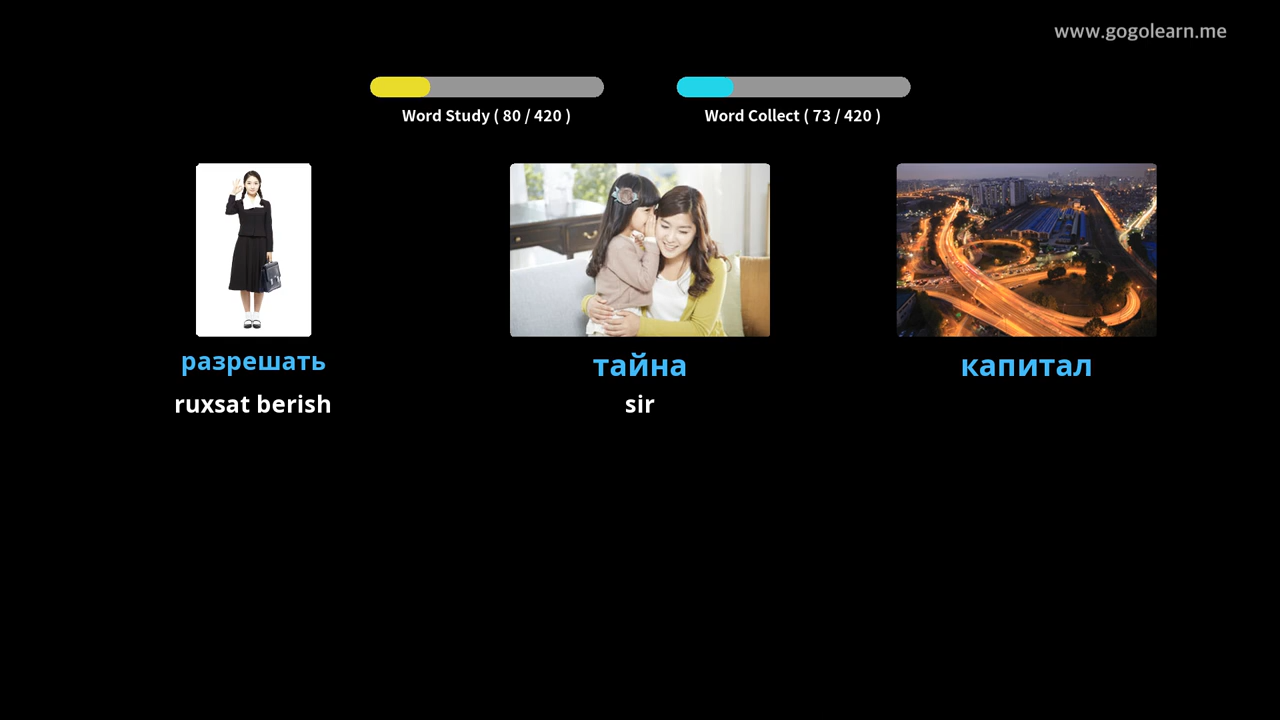 www.gogolearn.me
Word Study ( 80 / 420 )
Word Collect ( 73 / 420 )
разрешать
ruxsat berish
тайна
sir
капитал